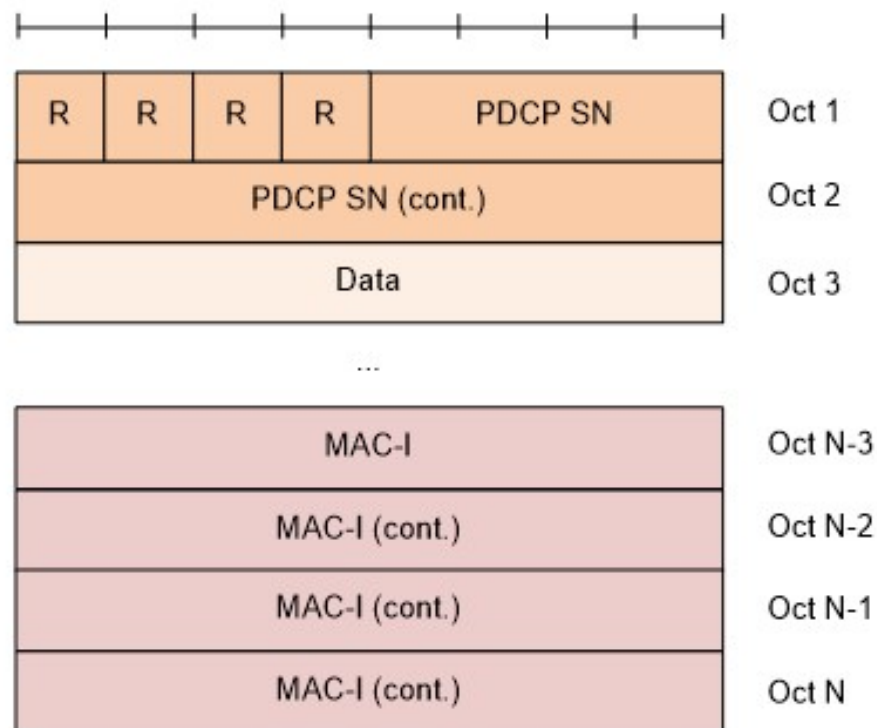 R R R R PDCP SN Oct 1
PDCP SN (cont.) Oct 2
Data Oct 3
...
MAC-I Oct N-3
MAC-I (cont.) Oct N-2
MAC-I (cont.) Oct N-1
MAC-I (cont.) Oct N